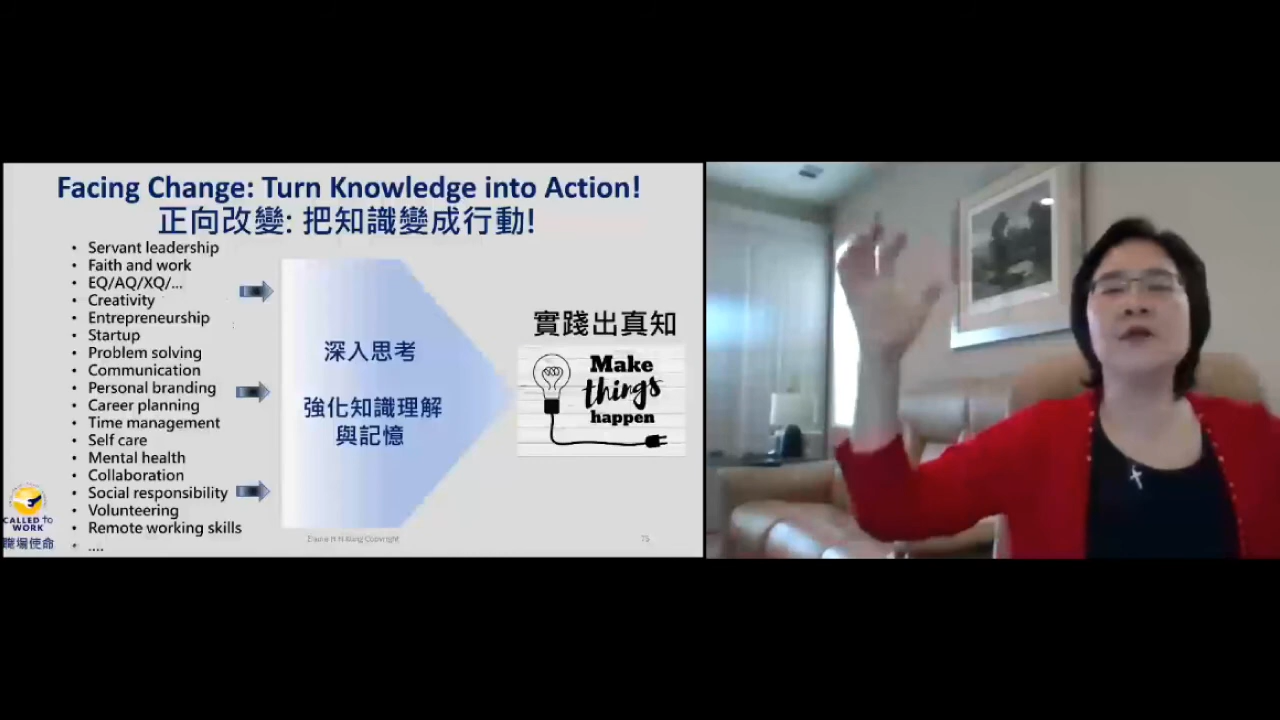 Facing Change: Turn Knowledge into Action!
正向改變: 把知識變成行動!
• Servant leadership
• Faith and work
• EQ/AQ/XQ/...
• Creativity
• Entrepreneurship
• Startup
• Problem solving
• Communication
• Personal branding
• Career planning
• Time management
• Self care
• Mental health
• Collaboration
• Social responsibility
• Volunteering
• Remote working skills
• ....
深入思考
強化知識理解
與記憶
實踐出真知
Make
things
happen
CALLED to
WORK
職場使命
Copyright
75